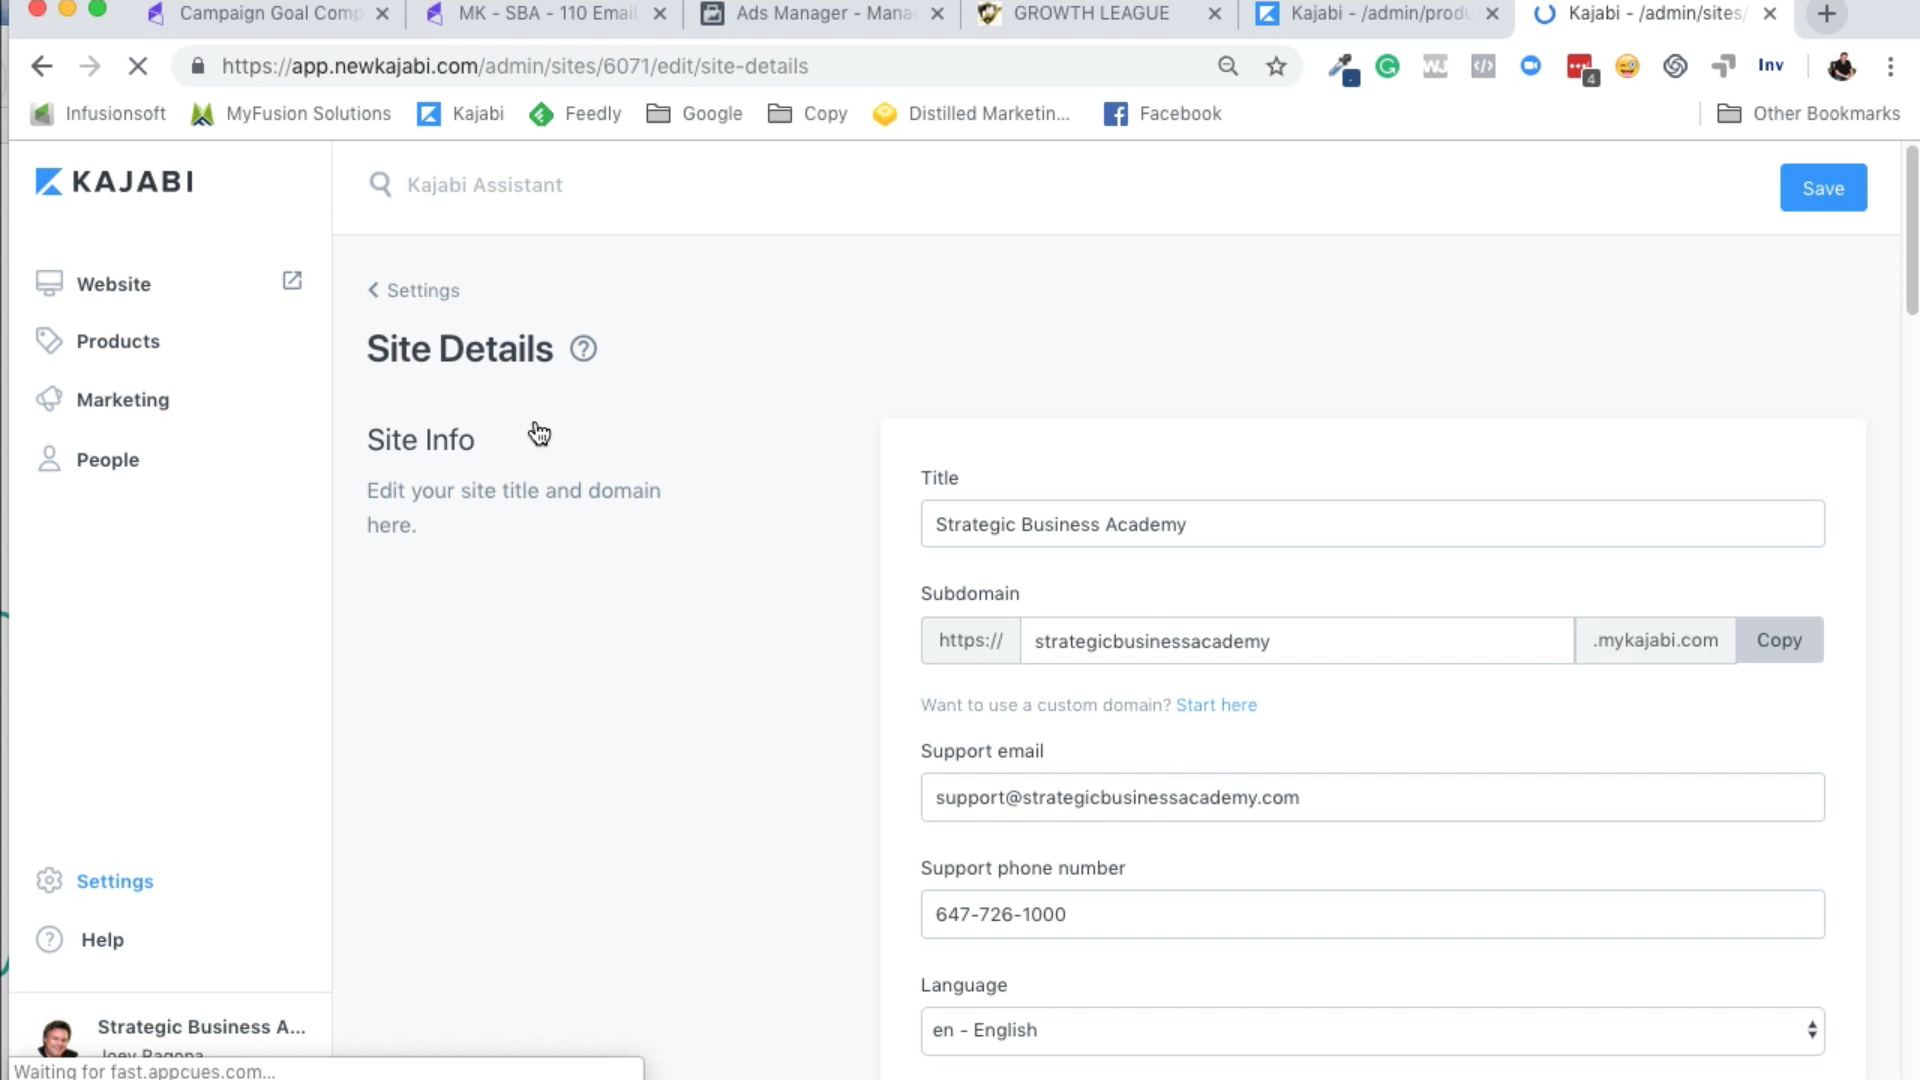 Campaign Goal Comp
MK - SBA - 110 Email
Ads Manager - Mana
GROWTH LEAGUE
Kajabi - /admin/produ
Kajabi - /admin/sites/
https://app.newkajabi.com/admin/sites/6071/edit/site-details
4
Inv
Infusionsoft
MyFusion Solutions
Kajabi
Feedly
Google
Copy
Distilled Marketin...
Facebook
Other Bookmarks
KAJABI
Kajabi Assistant
Save
Website
Products
Marketing
People
Settings
Help
Strategic Business A...
Joey Ragona
Waiting for fast.appcues.com...
Settings
Site Details
Site Info
Edit your site title and domain
here.
Title
Strategic Business Academy
Subdomain
https:// strategicbusinessacademy .mykajabi.com Copy
Want to use a custom domain? Start here
Support email
support@strategicbusinessacademy.com
Support phone number
647-726-1000
Language
en - English